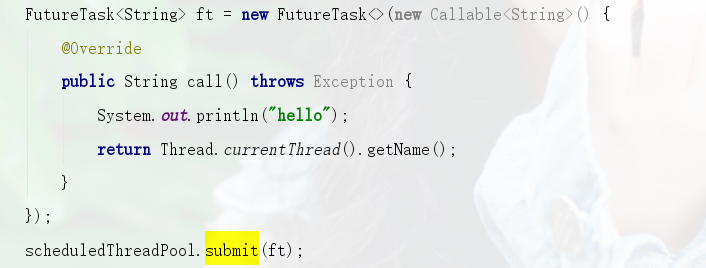 FutureTask<String> ft = new FutureTask<>(new Callable<String>() {
@Override
public String call() throws Exception {
System.out.println("hello");
return Thread.currentThread().getName();
}
});
scheduledThreadPool.submit(ft);